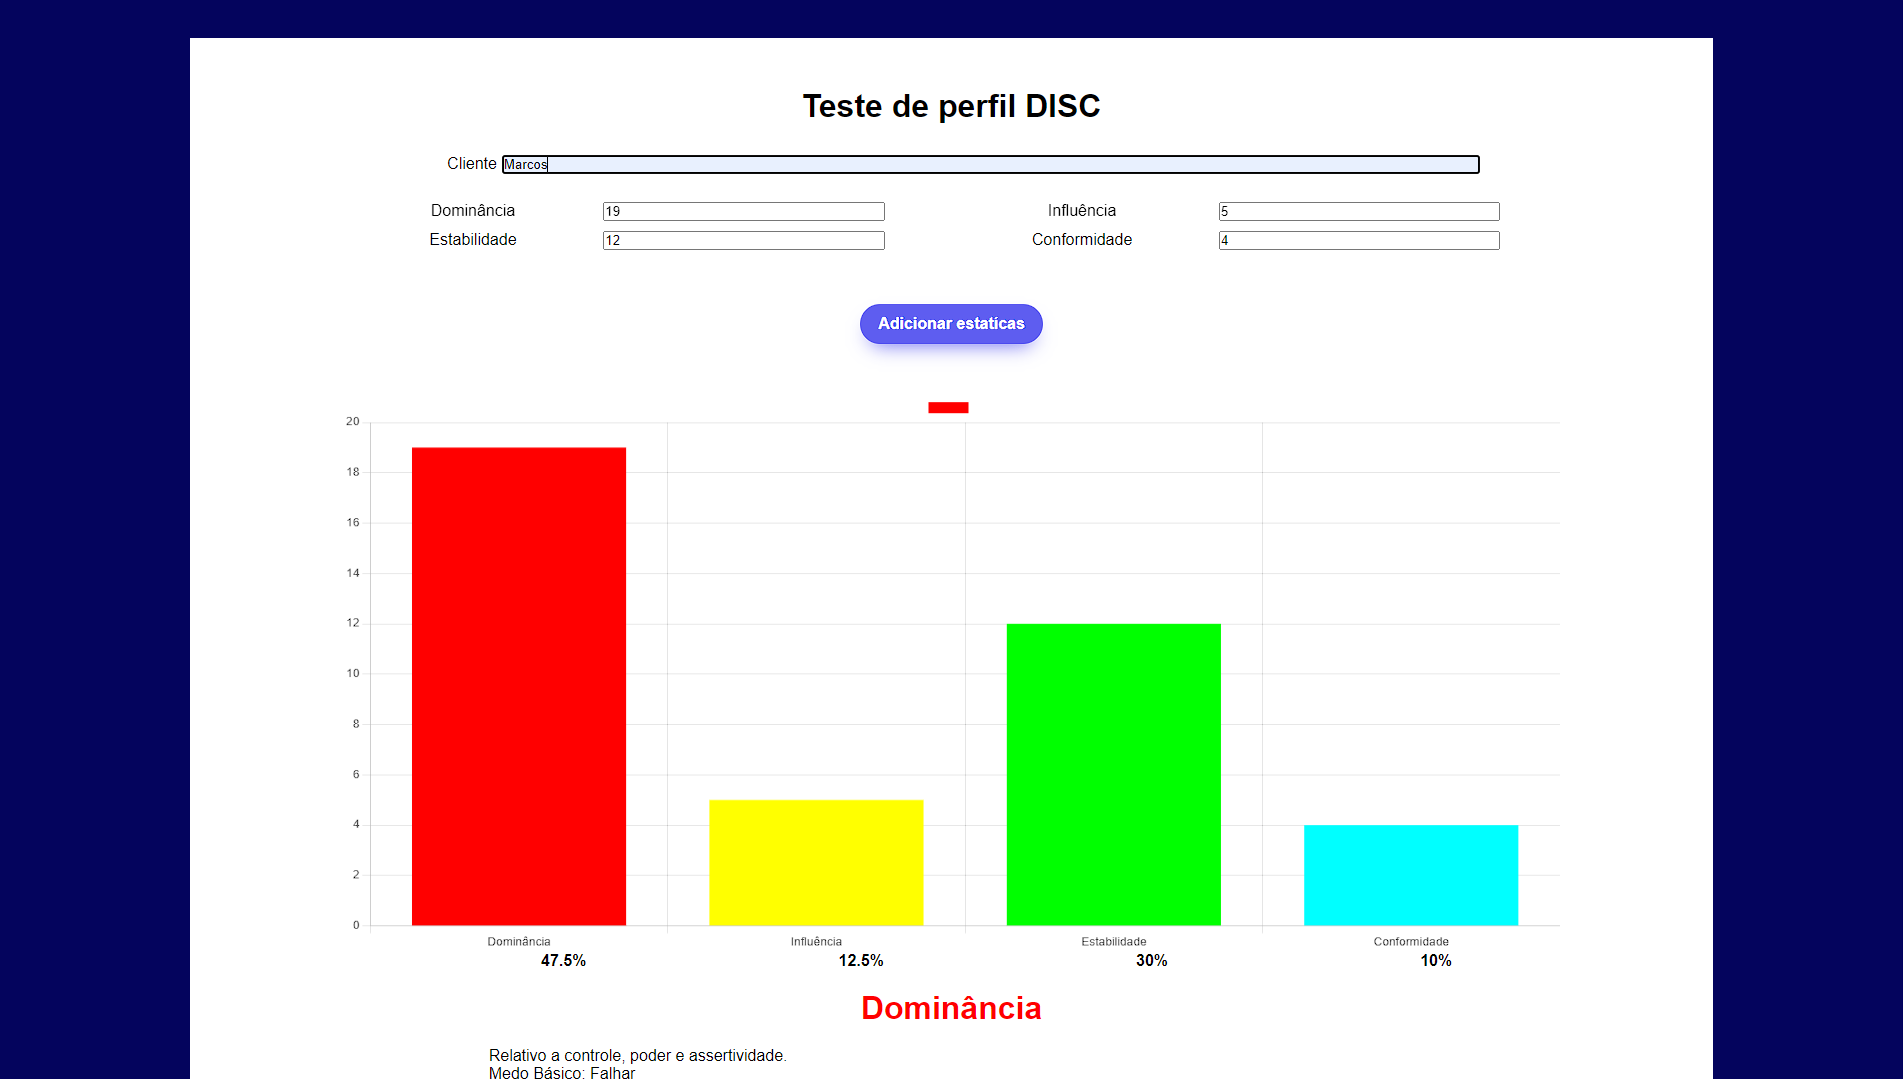 Teste de perfil DISC
Cliente Marcos
Dominância 19 Influência 5
Estabilidade 12 Conformidade 4
Adicionar estatícas
20
18
16
14
12
10
8
6
4
2
0
Dominância Influência Estabilidade Conformidade
47.5% 12.5% 30% 10%
Dominância
Relativo a controle, poder e assertividade.
Medo Básico: Falhar